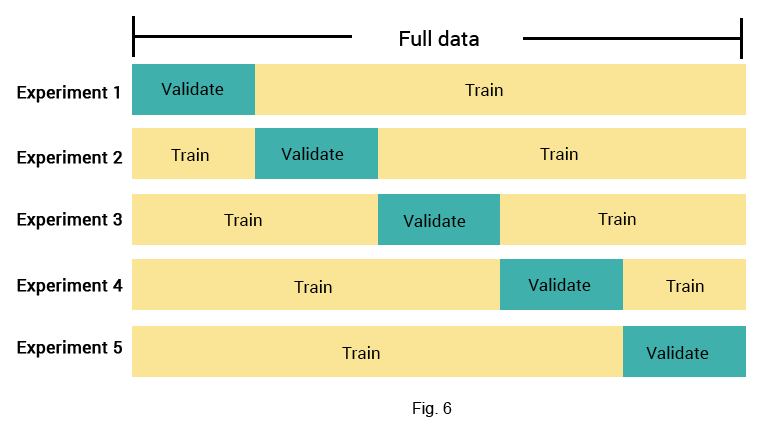 Full data
Experiment 1 Validate Train
Experiment 2 Train Validate Train
Experiment 3 Train Validate Train
Experiment 4 Train Validate Train
Experiment 5 Train Validate
Fig. 6